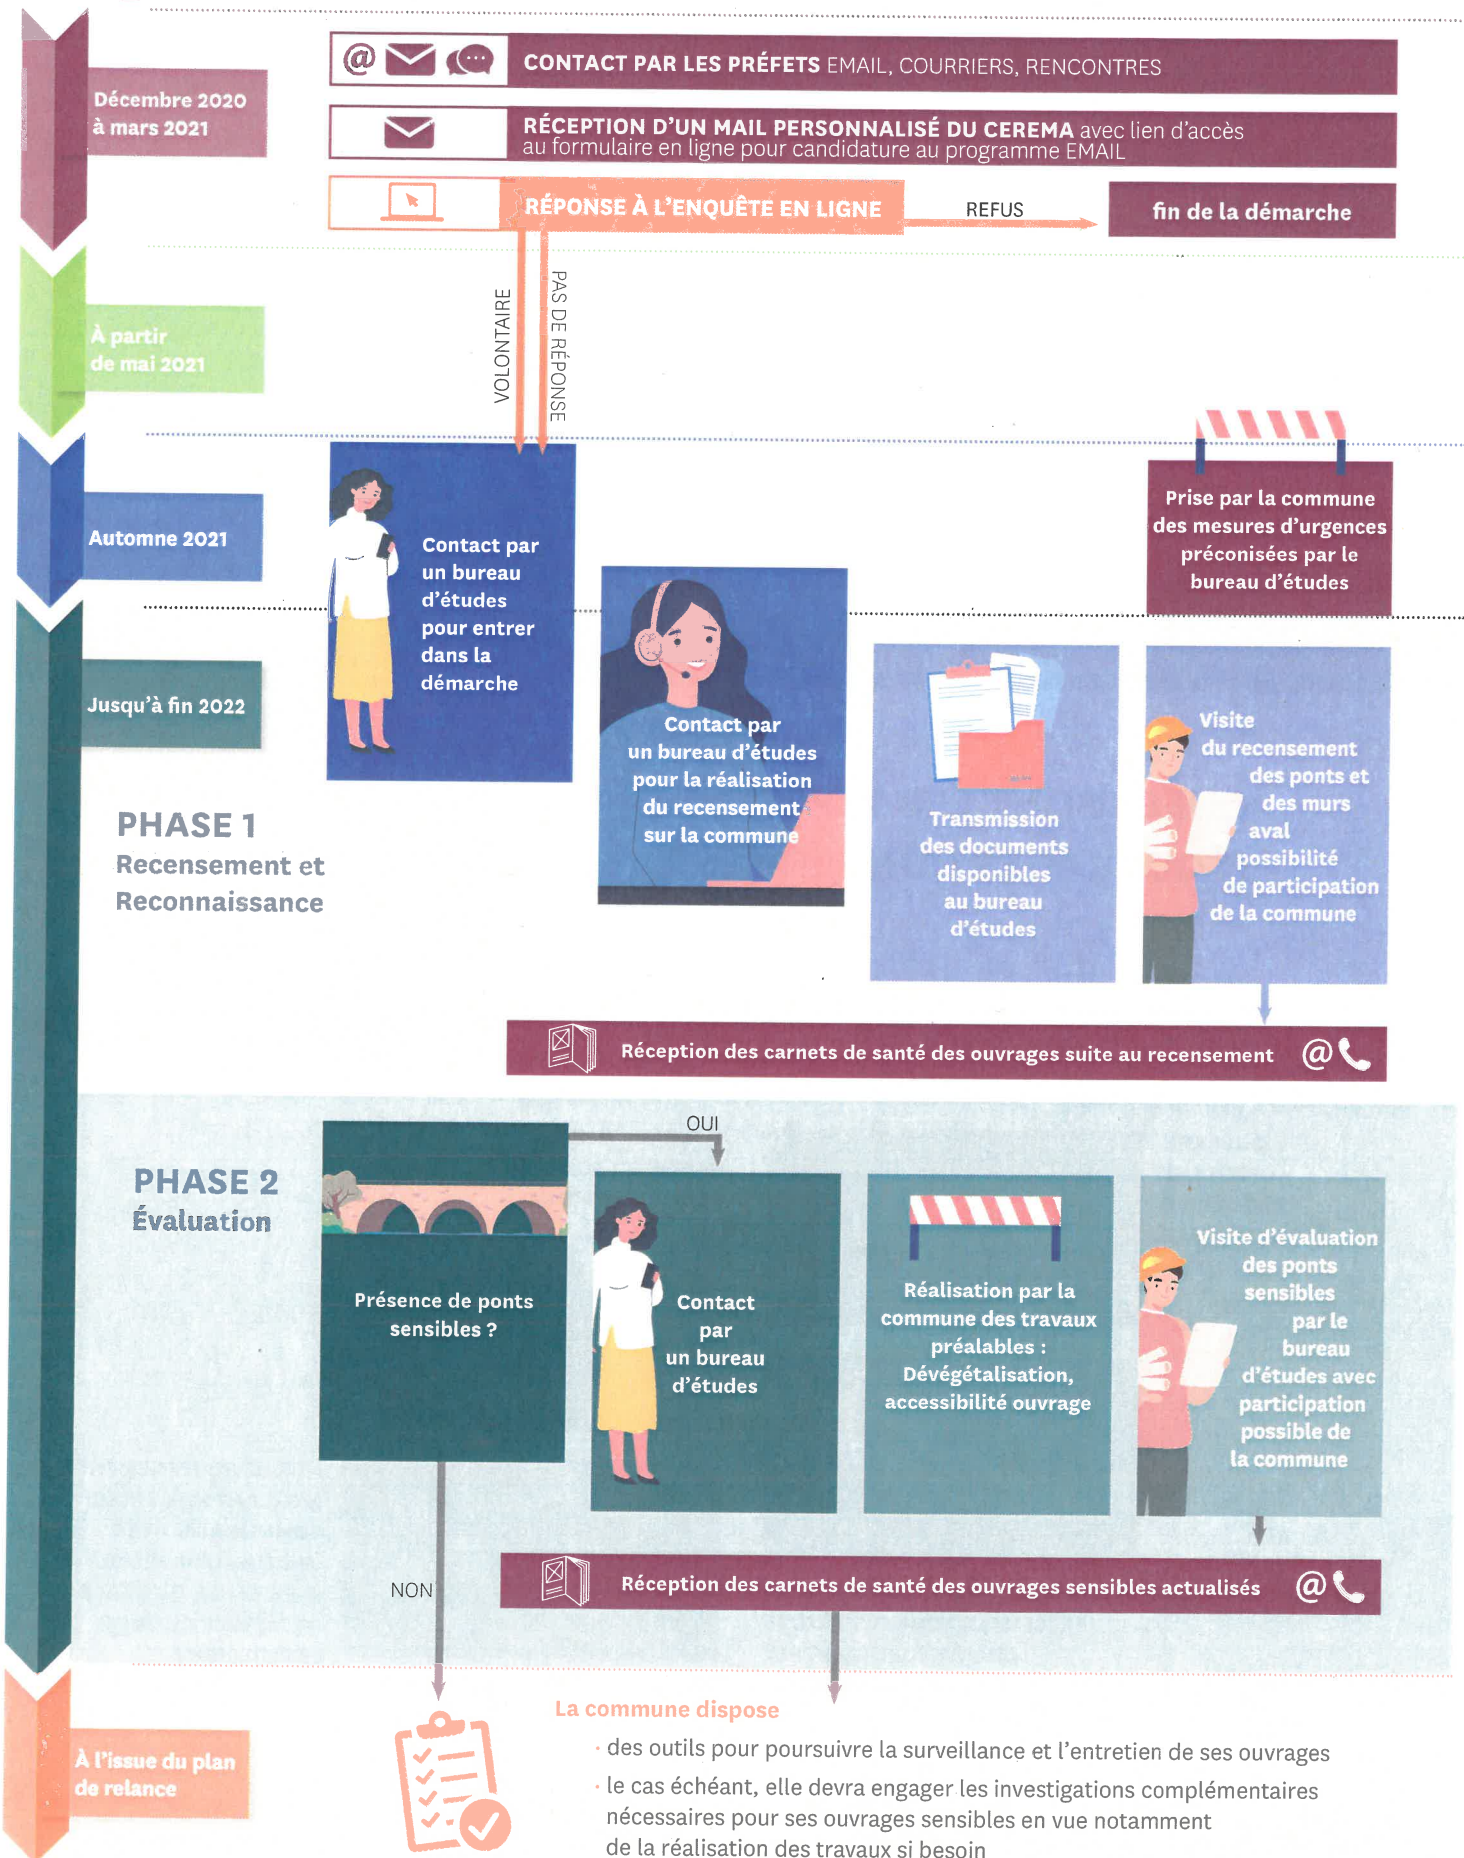 Décembre 2020
à mars 2021
@
CONTACT PAR LES PRÉFETS EMAIL, COURRIERS, RENCONTRES
RÉCEPTION D'UN MAIL PERSONNALISÉ DU CEREMA avec lien d'accès
au formulaire en ligne pour candidature au programme EMAIL
RÉPONSE À L'ENQUÊTE EN LIGNE
REFUS
fin de la démarche
À partir
de mai 2021
VOLONTAIRE
PAS DE RÉPONSE
Automne 2021
Contact par
un bureau
d'études
pour entrer
dans la
démarche
Prise par la commune
des mesures d'urgences
préconisées par le
bureau d'études
Jusqu'à fin 2022
PHASE 1
Recensement et
Reconnaissance
Contact par
un bureau d'études
pour la réalisation
du recensement
sur la commune
Transmission
des documents
disponibles
au bureau
d'études
Visite
du recensement
des ponts et
des murs
aval
possibilité
de participation
de la commune
Réception des carnets de santé des ouvrages suite au recensement @
PHASE 2
Évaluation
OUI
Présence de ponts
sensibles ?
Contact
par
un bureau
d'études
Réalisation par la
commune des travaux
préalables :
Dévégétalisation,
accessibilité ouvrage
Visite d'évaluation
des ponts
sensibles
par le
bureau
d'études avec
participation
possible de
la commune
NON
Réception des carnets de santé des ouvrages sensibles actualisés @
À l'issue du plan
de relance
La commune dispose
· des outils pour poursuivre la surveillance et l'entretien de ses ouvrages
· le cas échéant, elle devra engager les investigations complémentaires
nécessaires pour ses ouvrages sensibles en vue notamment
de la réalisation des travaux si besoin